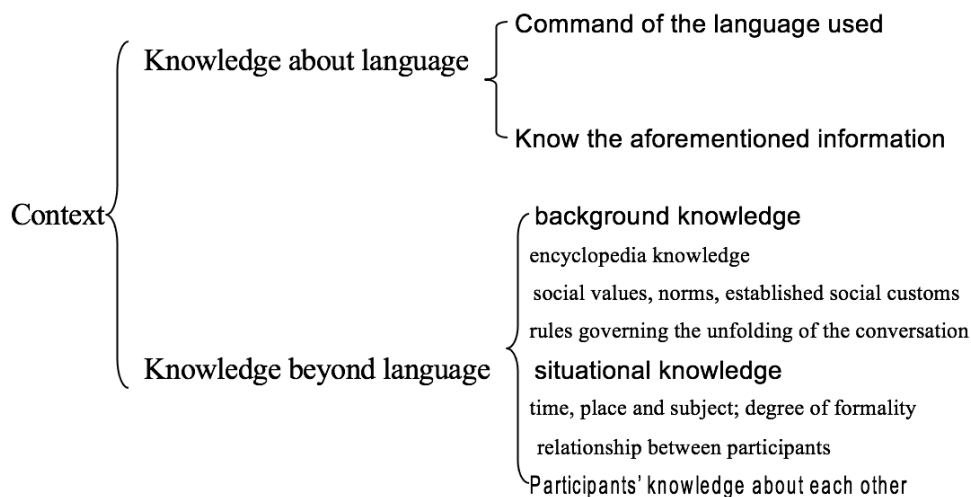 Context
Knowledge about language
Command of the language used
Know the aforementioned information
Knowledge beyond language
background knowledge
encyclopedia knowledge
social values, norms, established social customs
rules governing the unfolding of the conversation
situational knowledge
time, place and subject; degree of formality
relationship between participants
Participants' knowledge about each other